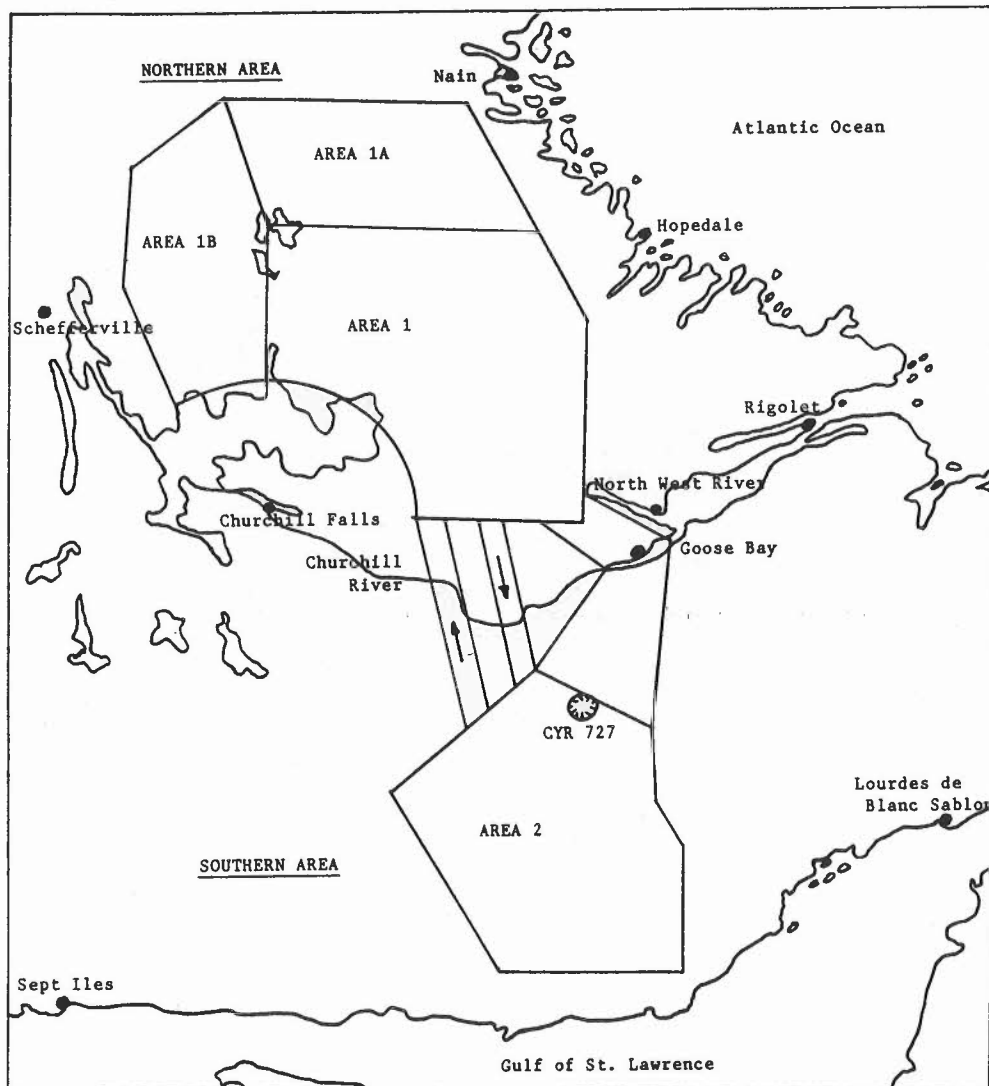 NORTHERN AREA
Nain
Atlantic Ocean
AREA 1A
Hopedale
AREA 1B
Schefferville
AREA 1
Rigolet
North West River
Churchill Falls
Goose Bay
Churchill
River
CYR 727
Lourdes de
Blanc Sablon
AREA 2
SOUTHERN AREA
Sept Iles
Gulf of St. Lawrence